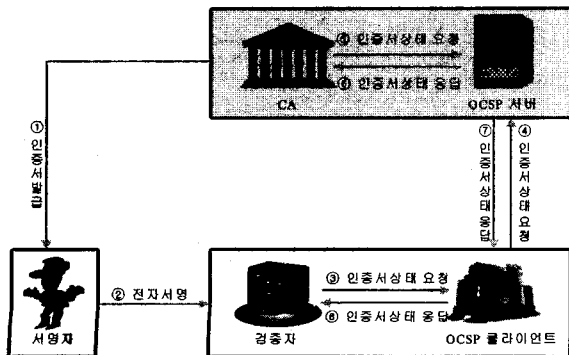 인증서상태 요청
⑥ 인증서상태 응답
CA
OCSP 서버
① 인증서발급
⑦ 인증서상태 응답
④ 인증서상태 요청
② 전자서명
③ 인증서상태 요청
⑧ 인증서상태 응답
서명자
검증자
OCSP 클라이언트